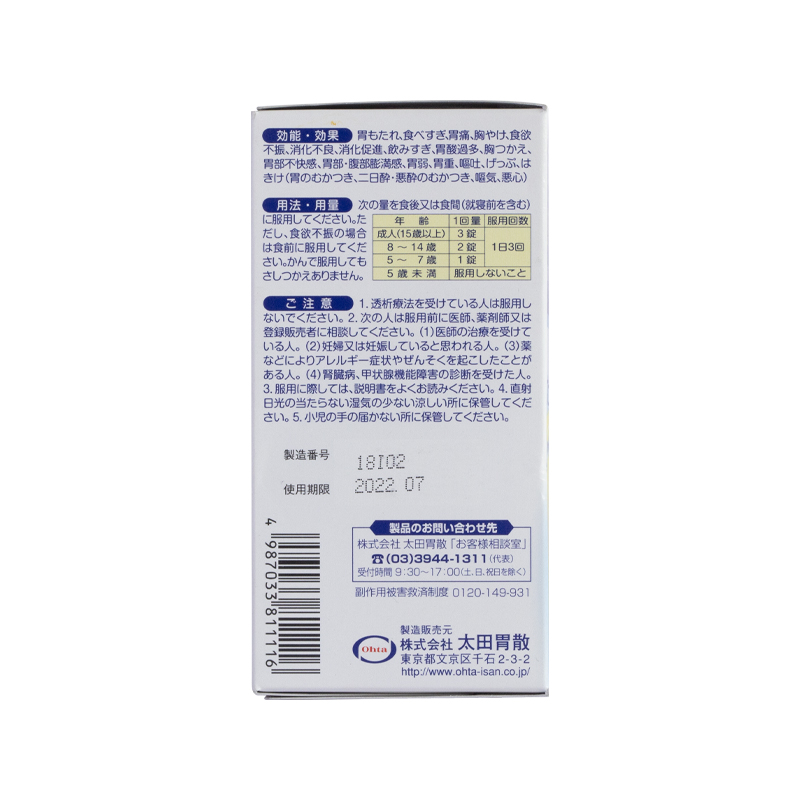 効能・効果 胃もたれ、食べすぎ、胃痛、胸やけ、食欲
不振、消化不良、消化促進、飲みすぎ、胃酸過多、胸つかえ、
胃部不快感、胃部・腹部膨満感、胃弱、胃重、嘔吐、げっぷ、は
きけ(胃のむかつき、二日酔・悪酔のむかつき、嘔気、悪心)
用法・用量 次の量を食後又は食間(就寝前を含む)
に服用してください。た
だし、食欲不振の場合
は食前に服用してくだ
さい。かんで服用しても
さしつかえありません。
年齢 1回量 服用回数
成人(15歳以上) 3錠 1日3回
8〜14歳 2錠
5〜7歳 1錠
5歳未満 服用しないこと
ご注意 1.透析療法を受けている人は服用し
ないでください。2.次の人は服用前に医師、薬剤師又は
登録販売者に相談してください。(1)医師の治療を受けて
いる人。(2)妊婦又は妊娠していると思われる人。(3)薬
などによりアレルギー症状やぜんそくを起こしたことが
ある人。(4)腎臓病、甲状腺機能障害の診断を受けた人。
3.服用に際しては、説明書をよくお読みください。4.直射
日光の当たらない湿気の少ない涼しい所に保管してくださ
い。5.小児の手の届かない所に保管してください。
製造番号 18I02
使用期限 2022.07
4 987033 811116
製品のお問い合わせ先
株式会社 太田胃散「お客様相談室」
☎(03)3944-1311(代表)
受付時間 9:30〜17:00(土、日、祝日を除く)
副作用被害救済制度 0120-149-931
Ohta
製造販売元
株式会社 太田胃散
東京都文京区千石2-3-2
http://www.ohta-isan.co.jp/